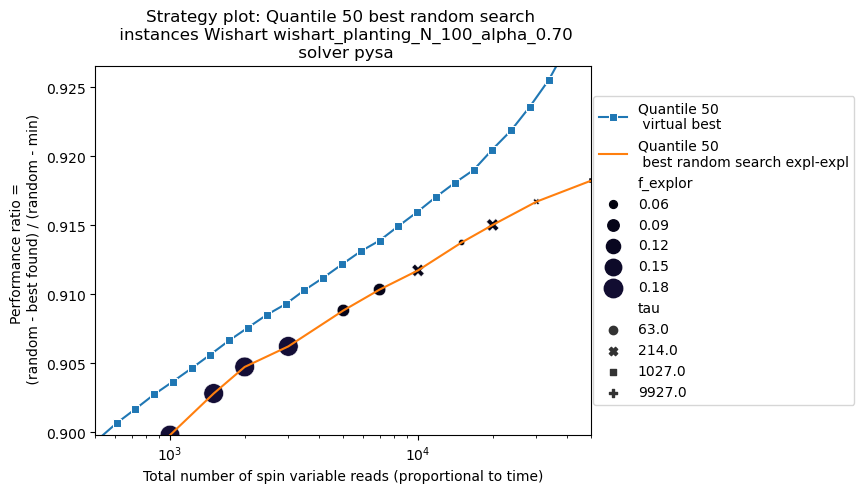 Strategy plot: Quantile 50 best random search
instances Wishart wishart_planting_N_100_alpha_0.70
solver pysa
Performance ratio =
(random - best found) / (random - min)
0.925
0.920
0.915
0.910
0.905
0.900
10³
10⁴
Total number of spin variable reads (proportional to time)
Quantile 50
virtual best
Quantile 50
best random search expl-expl
f_explor
0.06
0.09
0.12
0.15
0.18
tau
63.0
214.0
1027.0
9927.0